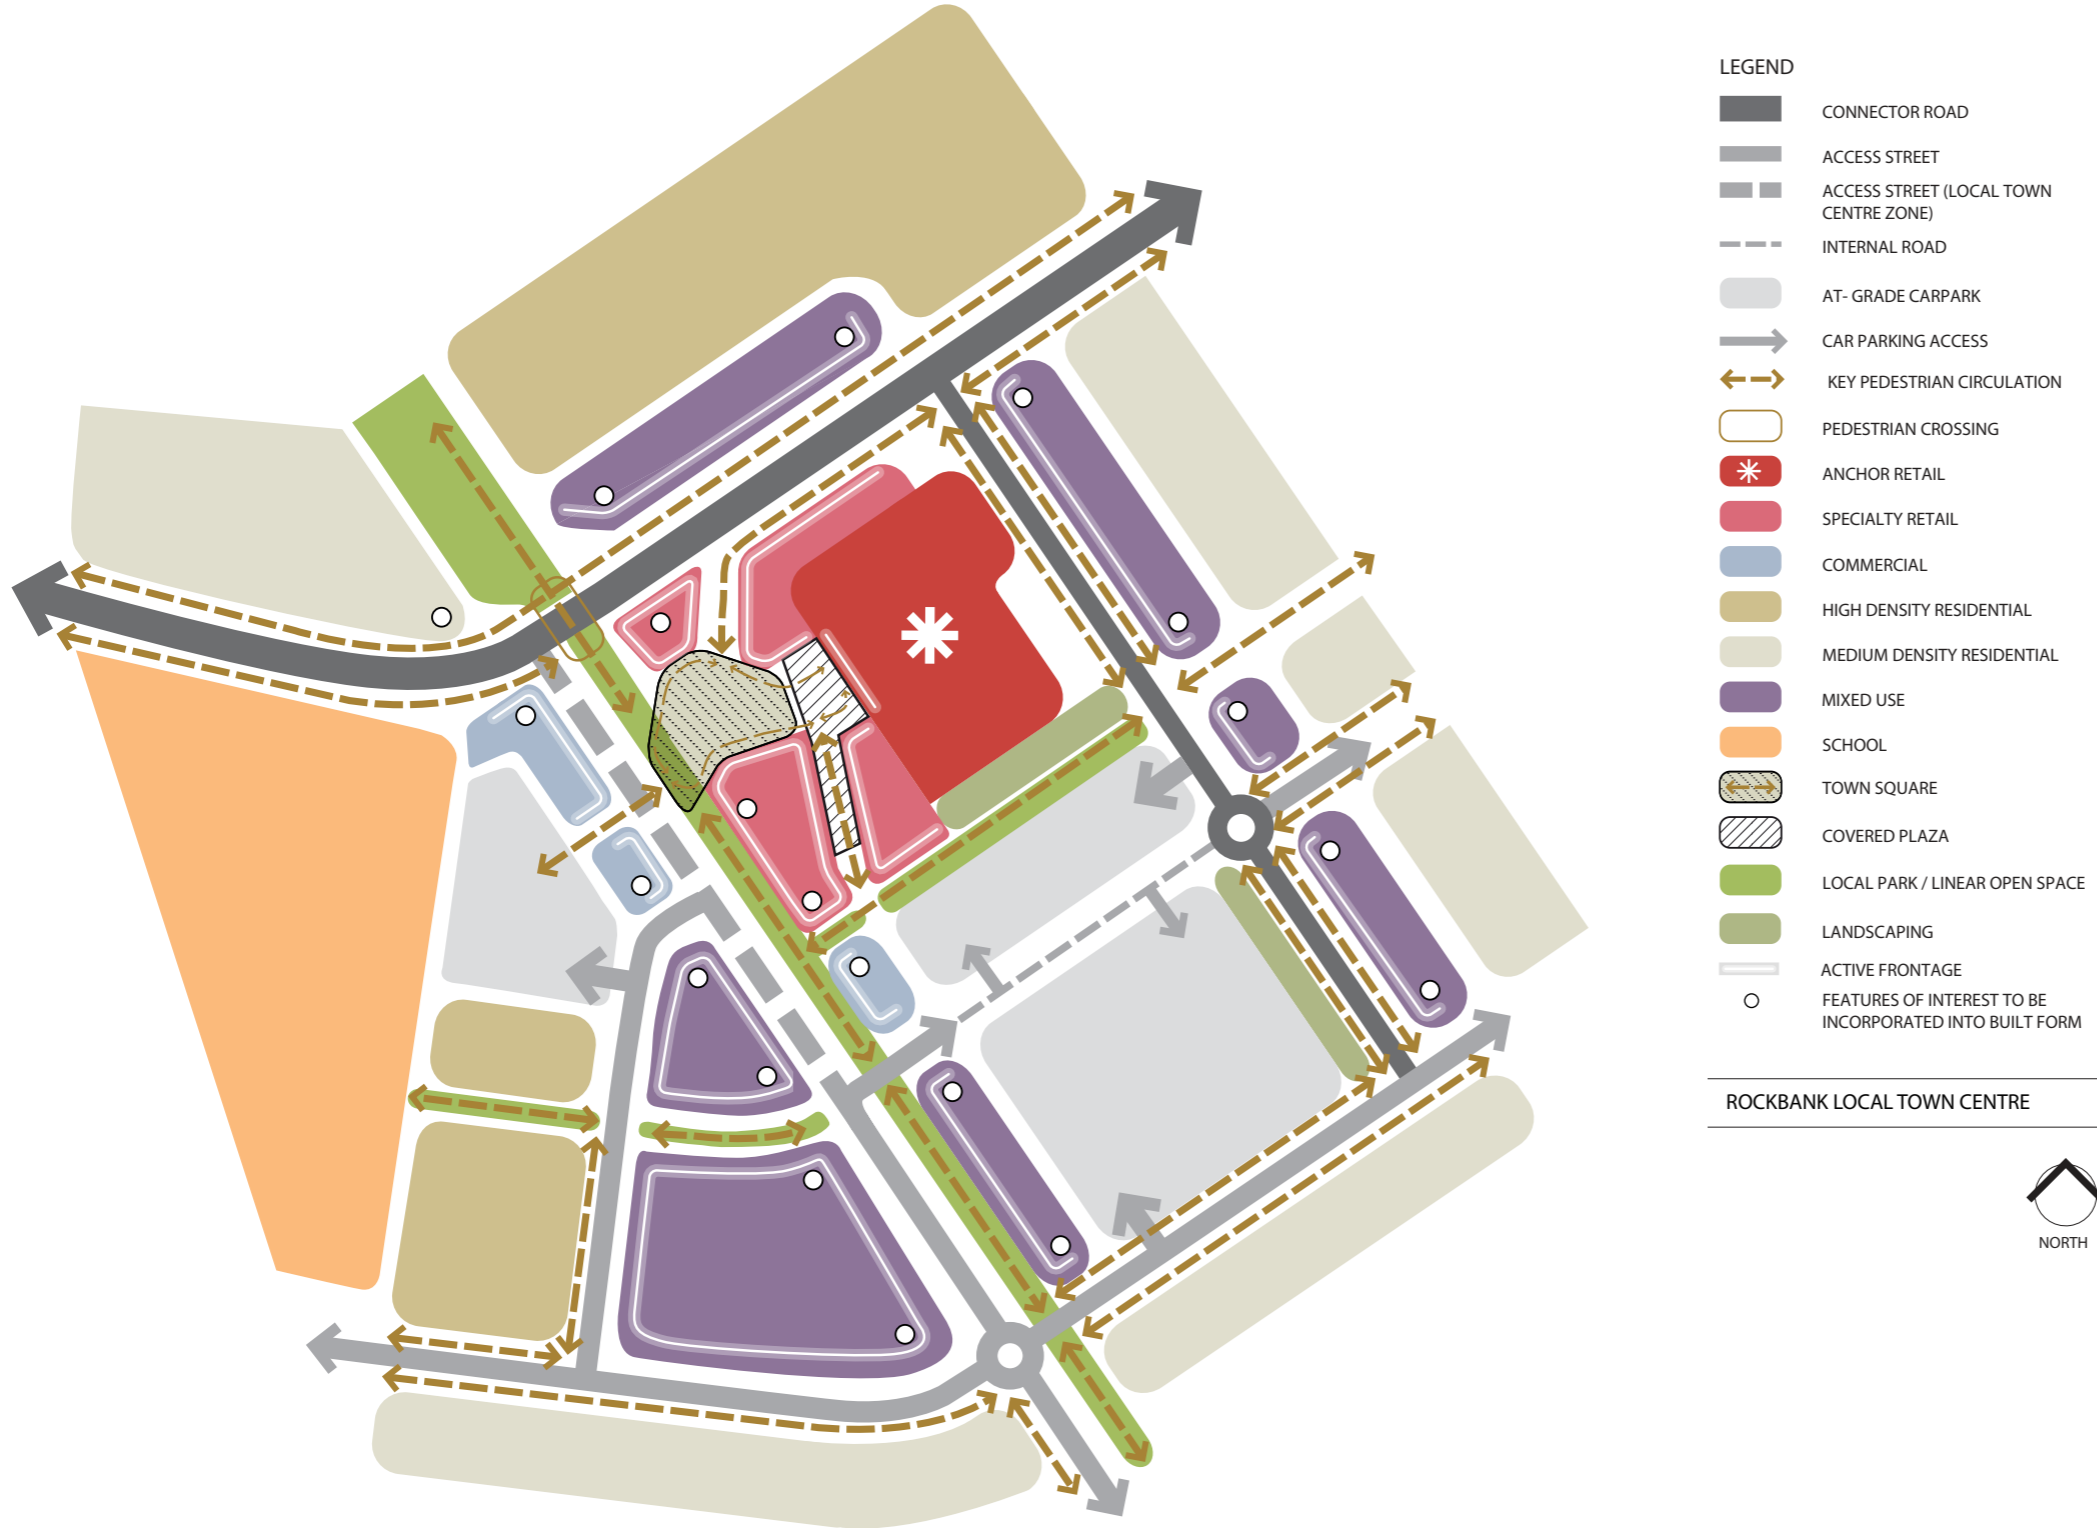 LEGEND
CONNECTOR ROAD
ACCESS STREET
ACCESS STREET (LOCAL TOWN
CENTRE ZONE)
INTERNAL ROAD
AT- GRADE CARPARK
CAR PARKING ACCESS
KEY PEDESTRIAN CIRCULATION
PEDESTRIAN CROSSING
ANCHOR RETAIL
SPECIALTY RETAIL
COMMERCIAL
HIGH DENSITY RESIDENTIAL
MEDIUM DENSITY RESIDENTIAL
MIXED USE
SCHOOL
TOWN SQUARE
COVERED PLAZA
LOCAL PARK / LINEAR OPEN SPACE
LANDSCAPING
ACTIVE FRONTAGE
FEATURES OF INTEREST TO BE
INCORPORATED INTO BUILT FORM
ROCKBANK LOCAL TOWN CENTRE
NORTH